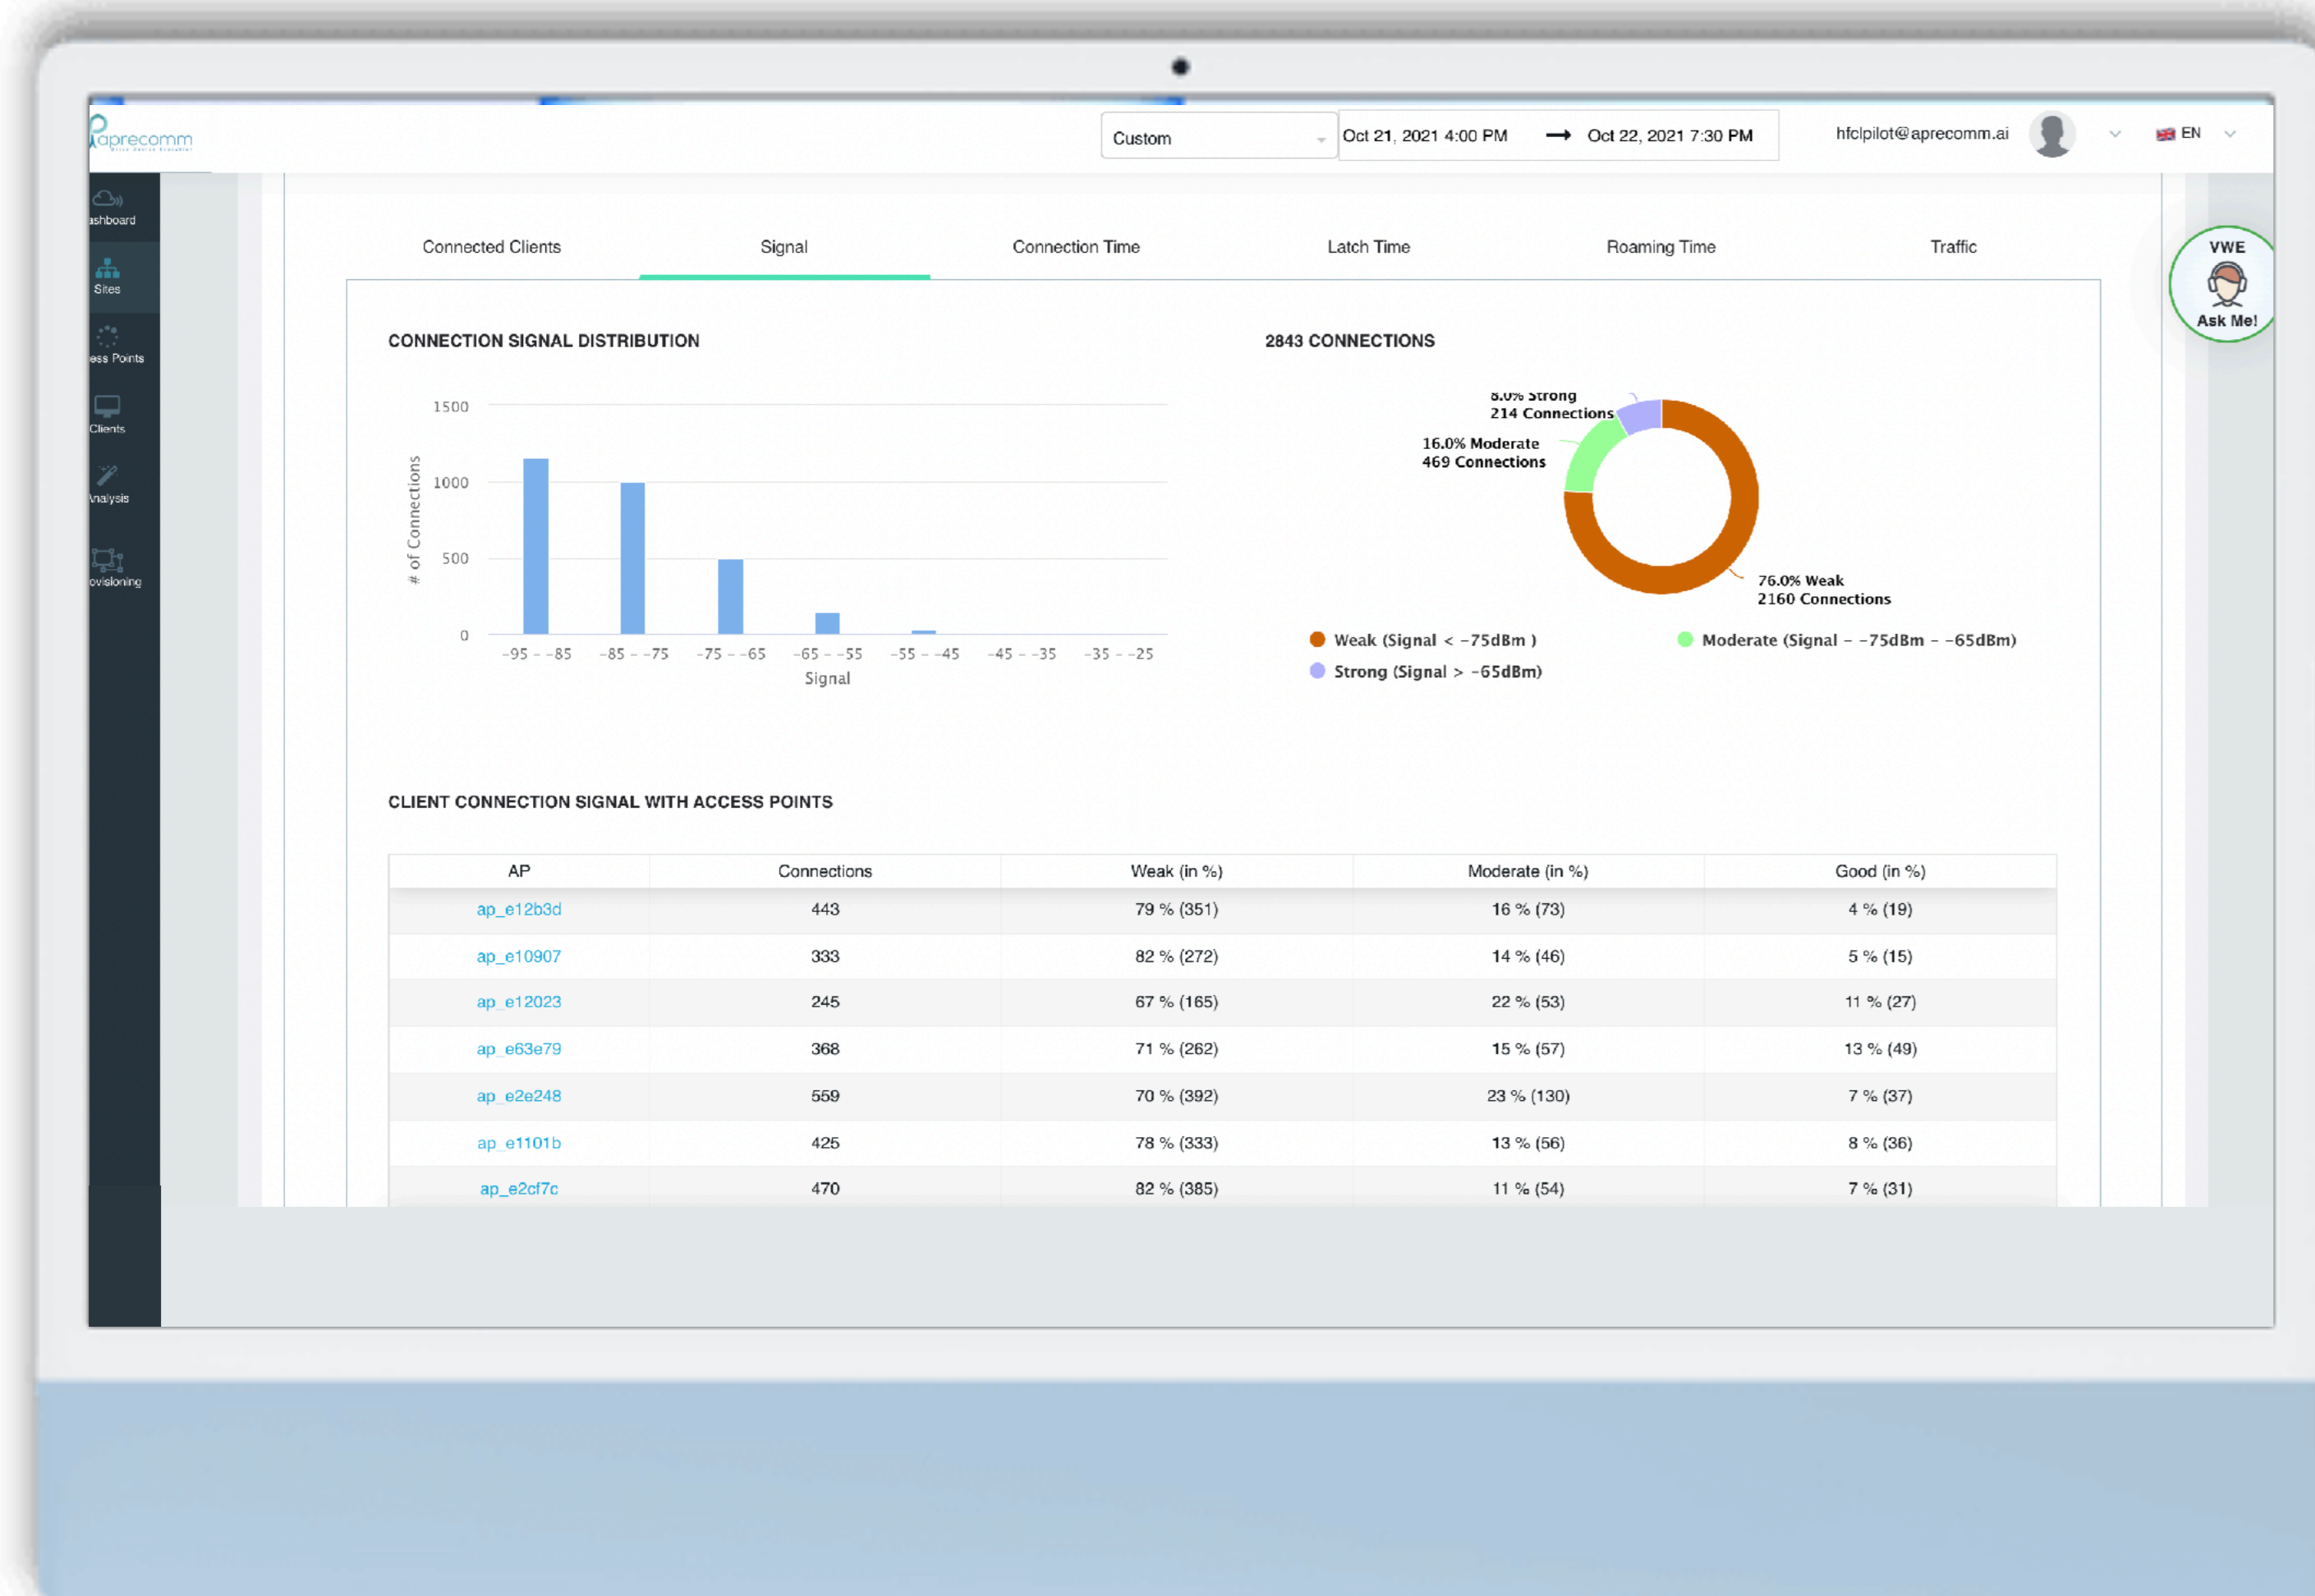 aprecomm
Custom
Oct 21, 2021 4:00 PM → Oct 22, 2021 7:30 PM
hfclpilot@aprecomm.ai
EN
ashboard
Sites
ess Points
Clients
Analysis
ovisioning
VWE
Ask Me!
Connected Clients Signal Connection Time Latch Time Roaming Time Traffic
CONNECTION SIGNAL DISTRIBUTION
1500
1000
500
0
# of Connections
-95 - -85 -85 - -75 -75 - -65 -65 - -55 -55 - -45 -45 - -35 -35 - -25
Signal
2843 CONNECTIONS
8.0% Strong
214 Connections
16.0% Moderate
469 Connections
76.0% Weak
2160 Connections
Weak (Signal < -75dBm ) Moderate (Signal - -75dBm - -65dBm)
Strong (Signal > -65dBm)
CLIENT CONNECTION SIGNAL WITH ACCESS POINTS
AP Connections Weak (in %) Moderate (in %) Good (in %)
ap_e12b3d 443 79 % (351) 16 % (73) 4 % (19)
ap_e10907 333 82 % (272) 14 % (46) 5 % (15)
ap_e12023 245 67 % (165) 22 % (53) 11 % (27)
ap_e63e79 368 71 % (262) 15 % (57) 13 % (49)
ap_e2e248 559 70 % (392) 23 % (130) 7 % (37)
ap_e1101b 425 78 % (333) 13 % (56) 8 % (36)
ap_e2cf7c 470 82 % (385) 11 % (54) 7 % (31)